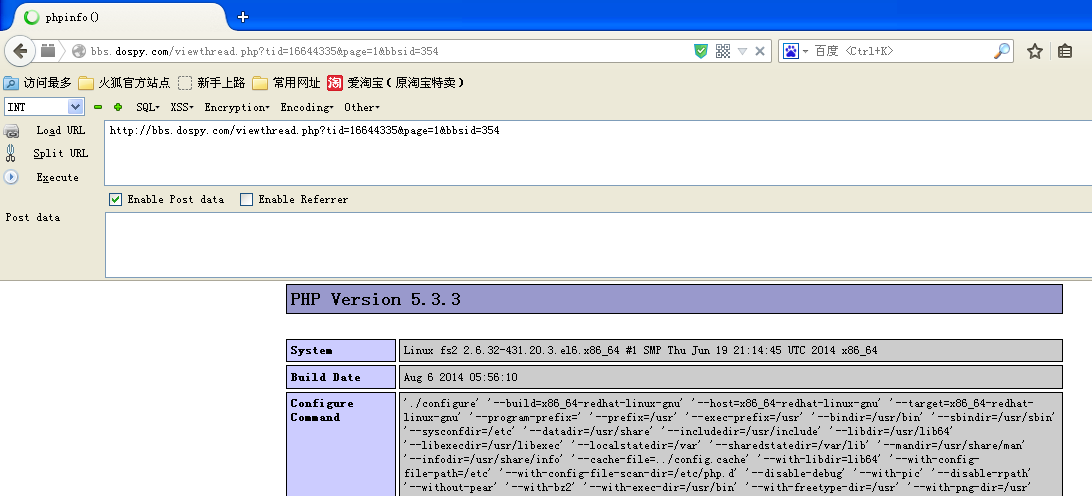 phpinfo()
bbs.dospy.com/viewthread.php?tid=16644335&page=1&bbsid=354
百度 <Ctrl+K>
访问最多 火狐官方站点 新手上路 常用网址 淘 爱淘宝(原淘宝特卖)
INT SQL XSS Encryption Encoding Other
Load URL
http://bbs.dospy.com/viewthread.php?tid=16644335&page=1&bbsid=354
Split URL
Execute
Enable Post data Enable Referrer
Post data
PHP Version 5.3.3
System Linux fs2 2.6.32-431.20.3.el6.x86_64 #1 SMP Thu Jun 19 21:14:45 UTC 2014 x86_64
Build Date Aug 6 2014 05:56:10
Configure Command
'./configure' '--build=x86_64-redhat-linux-gnu' '--host=x86_64-redhat-linux-gnu' '--target=x86_64-redhat-
linux-gnu' '--program-prefix=' '--prefix=/usr' '--exec-prefix=/usr' '--bindir=/usr/bin' '--sbindir=/usr/sbin'
'--sysconfdir=/etc' '--datadir=/usr/share' '--includedir=/usr/include' '--libdir=/usr/lib64'
'--libexecdir=/usr/libexec' '--localstatedir=/var' '--sharedstatedir=/var/lib' '--mandir=/usr/share/man'
'--infodir=/usr/share/info' '--cache-file=../config.cache' '--with-libdir=lib64' '--with-config-
file-path=/etc' '--with-config-file-scan-dir=/etc/php.d' '--disable-debug' '--with-pic' '--disable-rpath'
'--without-pear' '--with-bz2' '--with-exec-dir=/usr/bin' '--with-freetype-dir=/usr' '--with-png-dir=/usr'